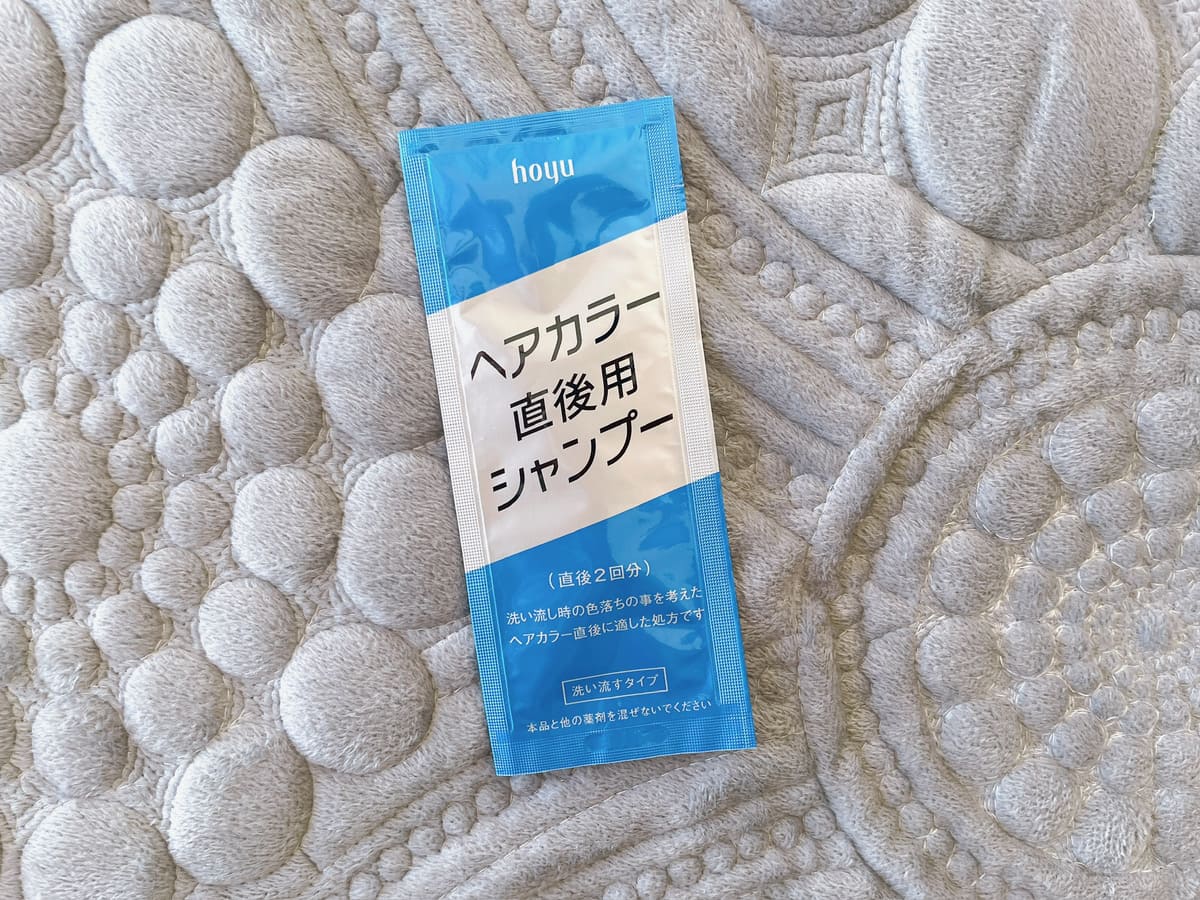 hoyu
ヘアカラー
直後用
シャンプー
(直後2回分)
洗い流し時の色落ちの事を考えた
ヘアカラー直後に適した処方です
洗い流すタイプ
本品と他の薬剤を混ぜないでください